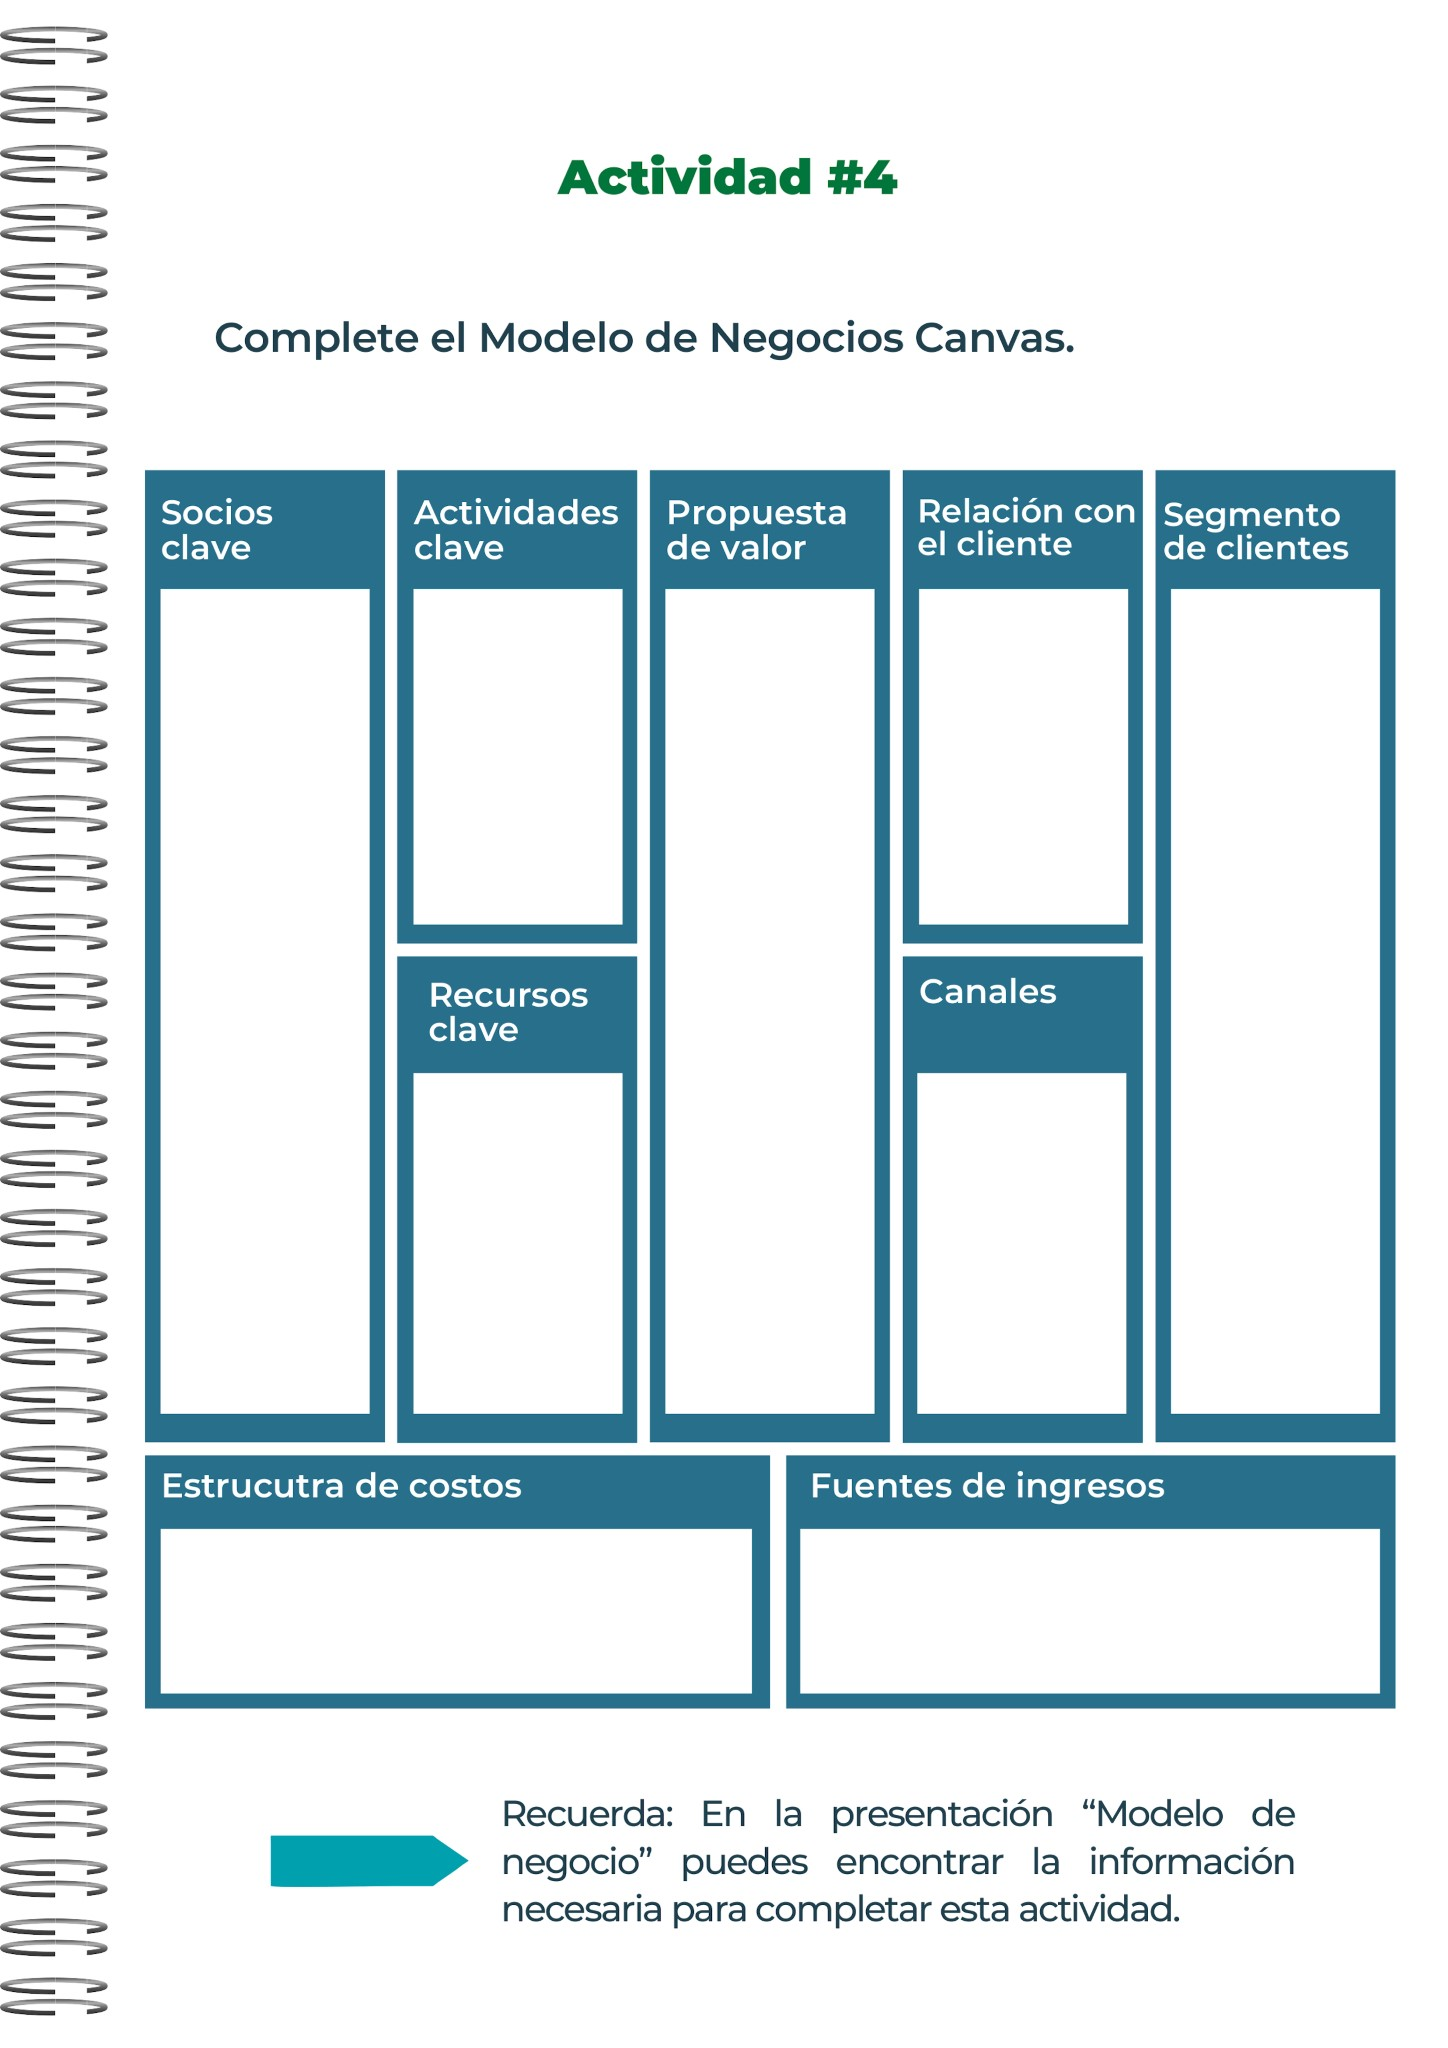 Actividad #4
Complete el Modelo de Negocios Canvas.
Socios
clave
Actividades
clave
Propuesta
de valor
Relación con
el cliente
Segmento
de clientes
Recursos
clave
Canales
Estrucutra de costos
Fuentes de ingresos
Recuerda: En la presentación “Modelo de
negocio” puedes encontrar la información
necesaria para completar esta actividad.